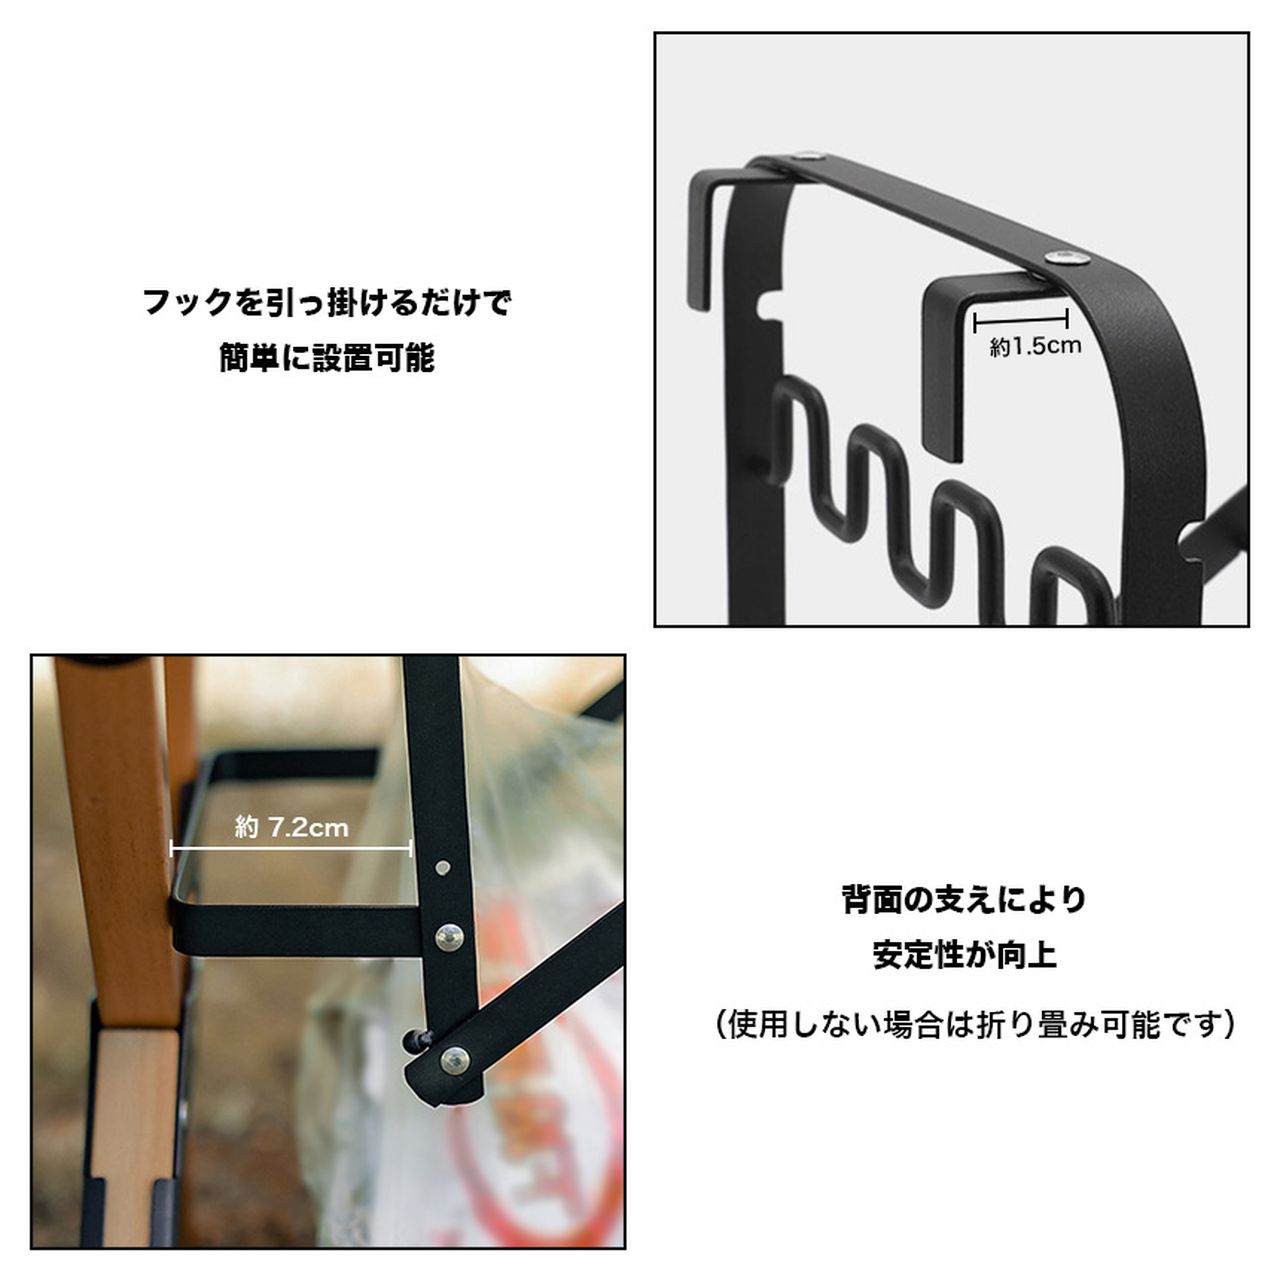 フックを引っ掛けるだけで
簡単に設置可能
約1.5cm
約 7.2cm
背面の支えにより
安定性が向上
（使用しない場合は折り畳み可能です）